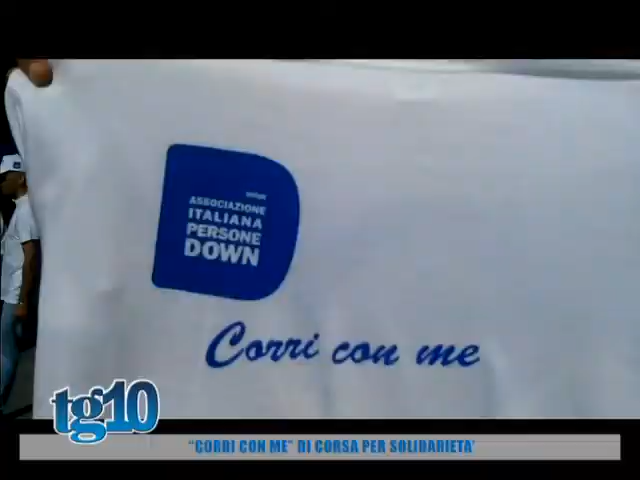 ASSOCIAZIONE
ITALIANA
PERSONE
DOWN
Corri con me
tg10
"CORRI CON ME" DI CORSA PER SOLIDARIETA'